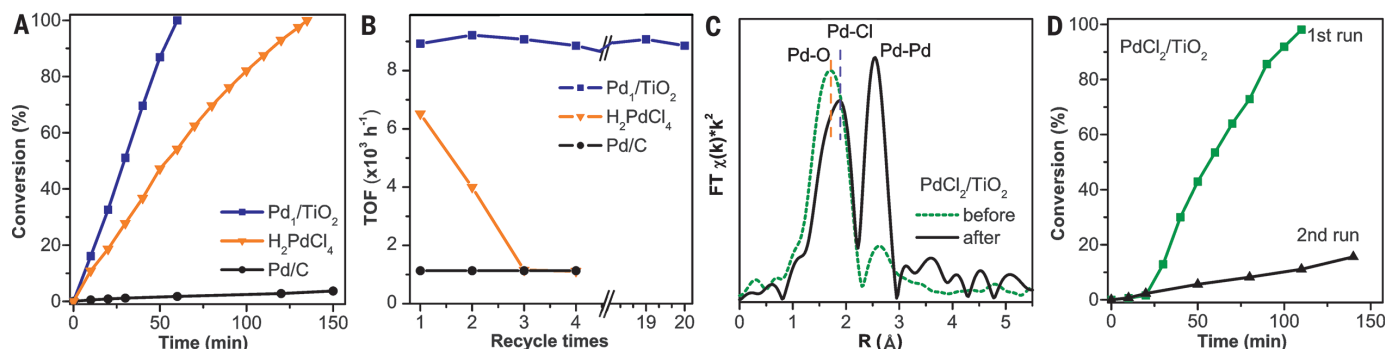 A
Conversion (%)
100
80
60
40
20
0
Pd₁/TiO₂
H₂PdCl₄
Pd/C
0 50 100 150
Time (min)
B
TOF (x10³ h⁻¹)
9
6
3
0
Pd₁/TiO₂
H₂PdCl₄
Pd/C
1 2 3 4 19 20
Recycle times
C
Pd-Cl
Pd-O
Pd-Pd
FT χ(k)*k²
PdCl₂/TiO₂
before
after
0 1 2 3 4 5
R (Å)
D
PdCl₂/TiO₂
1st run
Conversion (%)
100
80
60
40
20
0
2nd run
0 50 100 150
Time (min)